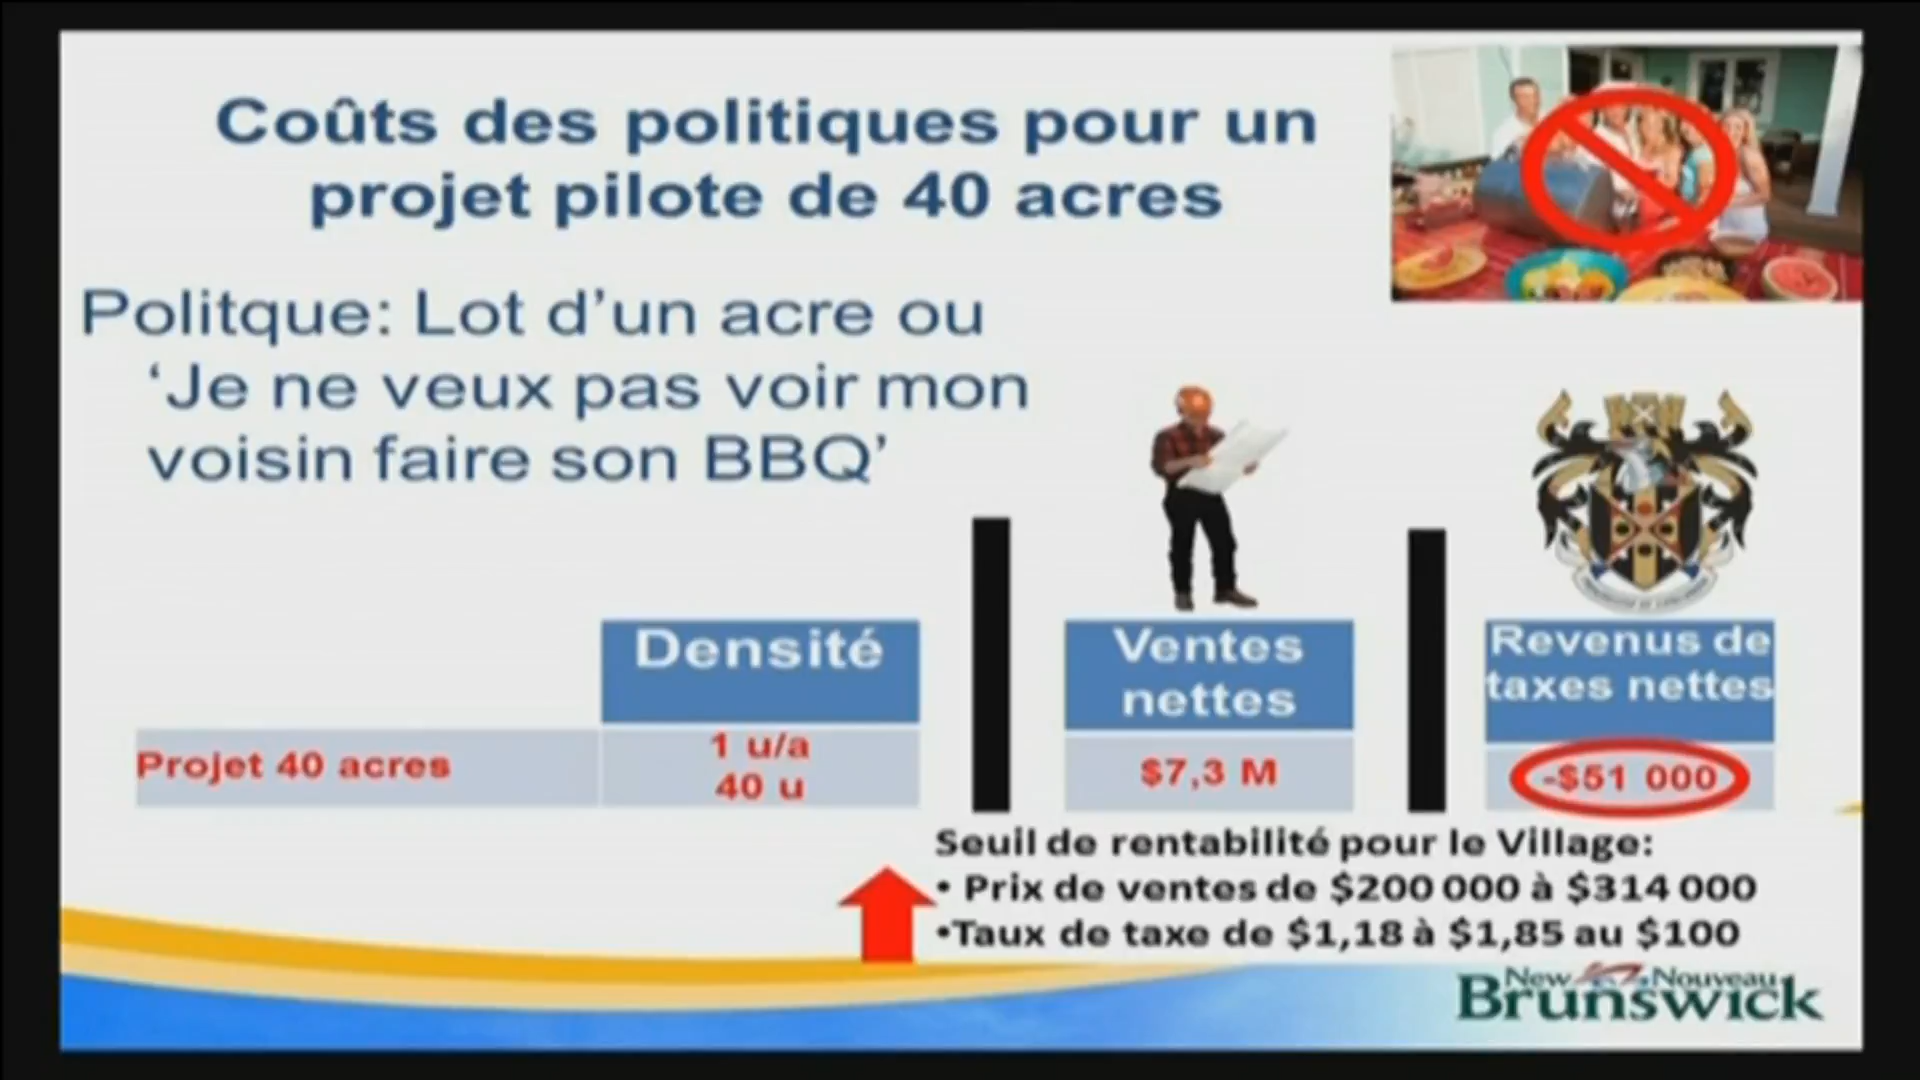 Coûts des politiques pour un
projet pilote de 40 acres
Politque: Lot d’un acre ou
‘Je ne veux pas voir mon
voisin faire son BBQ’
Densité
Ventes
nettes
Revenus de
taxes nettes
Projet 40 acres
1 u/a
40 u
$7,3 M
-$51 000
Seuil de rentabilité pour le Village:
• Prix de ventes de $200 000 à $314 000
•Taux de taxe de $1,18 à $1,85 au $100
New Nouveau
Brunswick